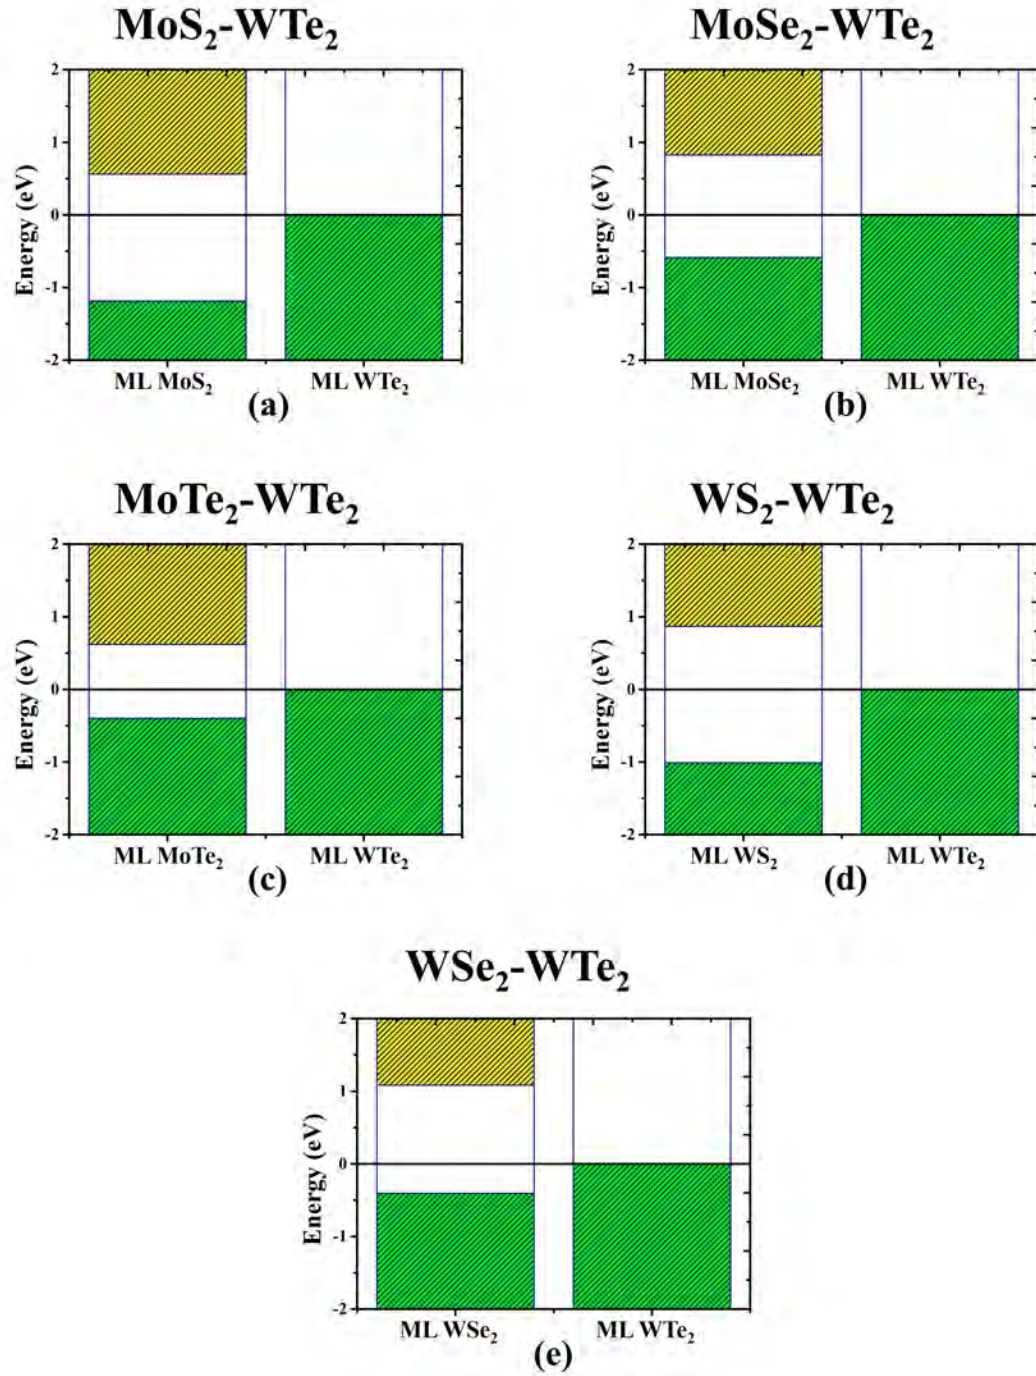 MoS₂-WTe₂
MoSe₂-WTe₂
2
1
0
-1
-2
Energy (eV)
ML MoS₂
ML WTe₂
(a)
2
1
0
-1
-2
Energy (eV)
ML MoSe₂
ML WTe₂
(b)
MoTe₂-WTe₂
WS₂-WTe₂
2
1
0
-1
-2
Energy (eV)
ML MoTe₂
ML WTe₂
(c)
2
1
0
-1
-2
Energy (eV)
ML WS₂
ML WTe₂
(d)
WSe₂-WTe₂
2
1
0
-1
-2
Energy (eV)
ML WSe₂
ML WTe₂
(e)